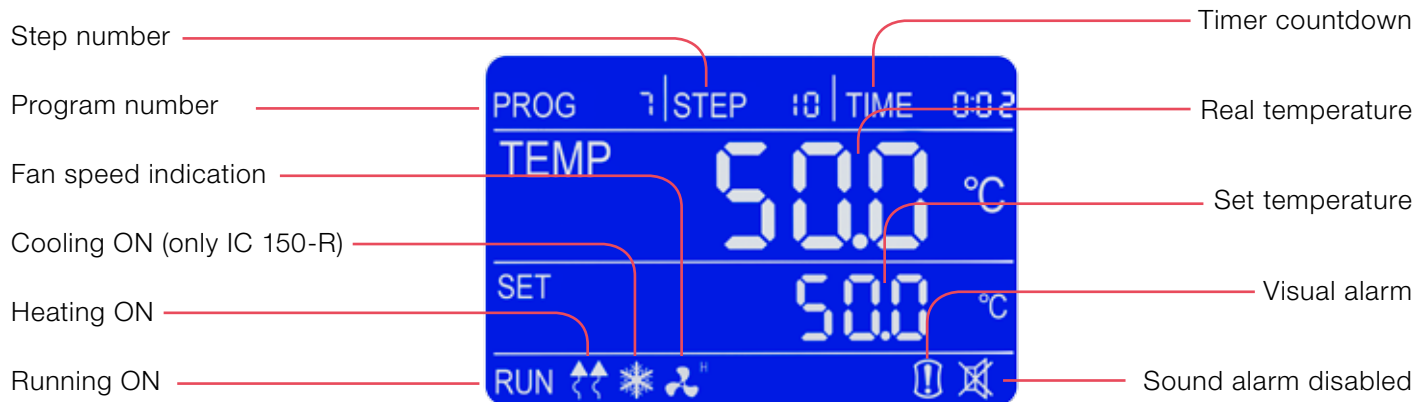 Step number
Timer countdown
Program number
PROG 7 STEP 10 TIME 0:02
Real temperature
TEMP 50.0 °C
Fan speed indication
Set temperature
Cooling ON (only IC 150-R)
SET 50.0 °C
Heating ON
Visual alarm
Running ON
RUN H
Sound alarm disabled